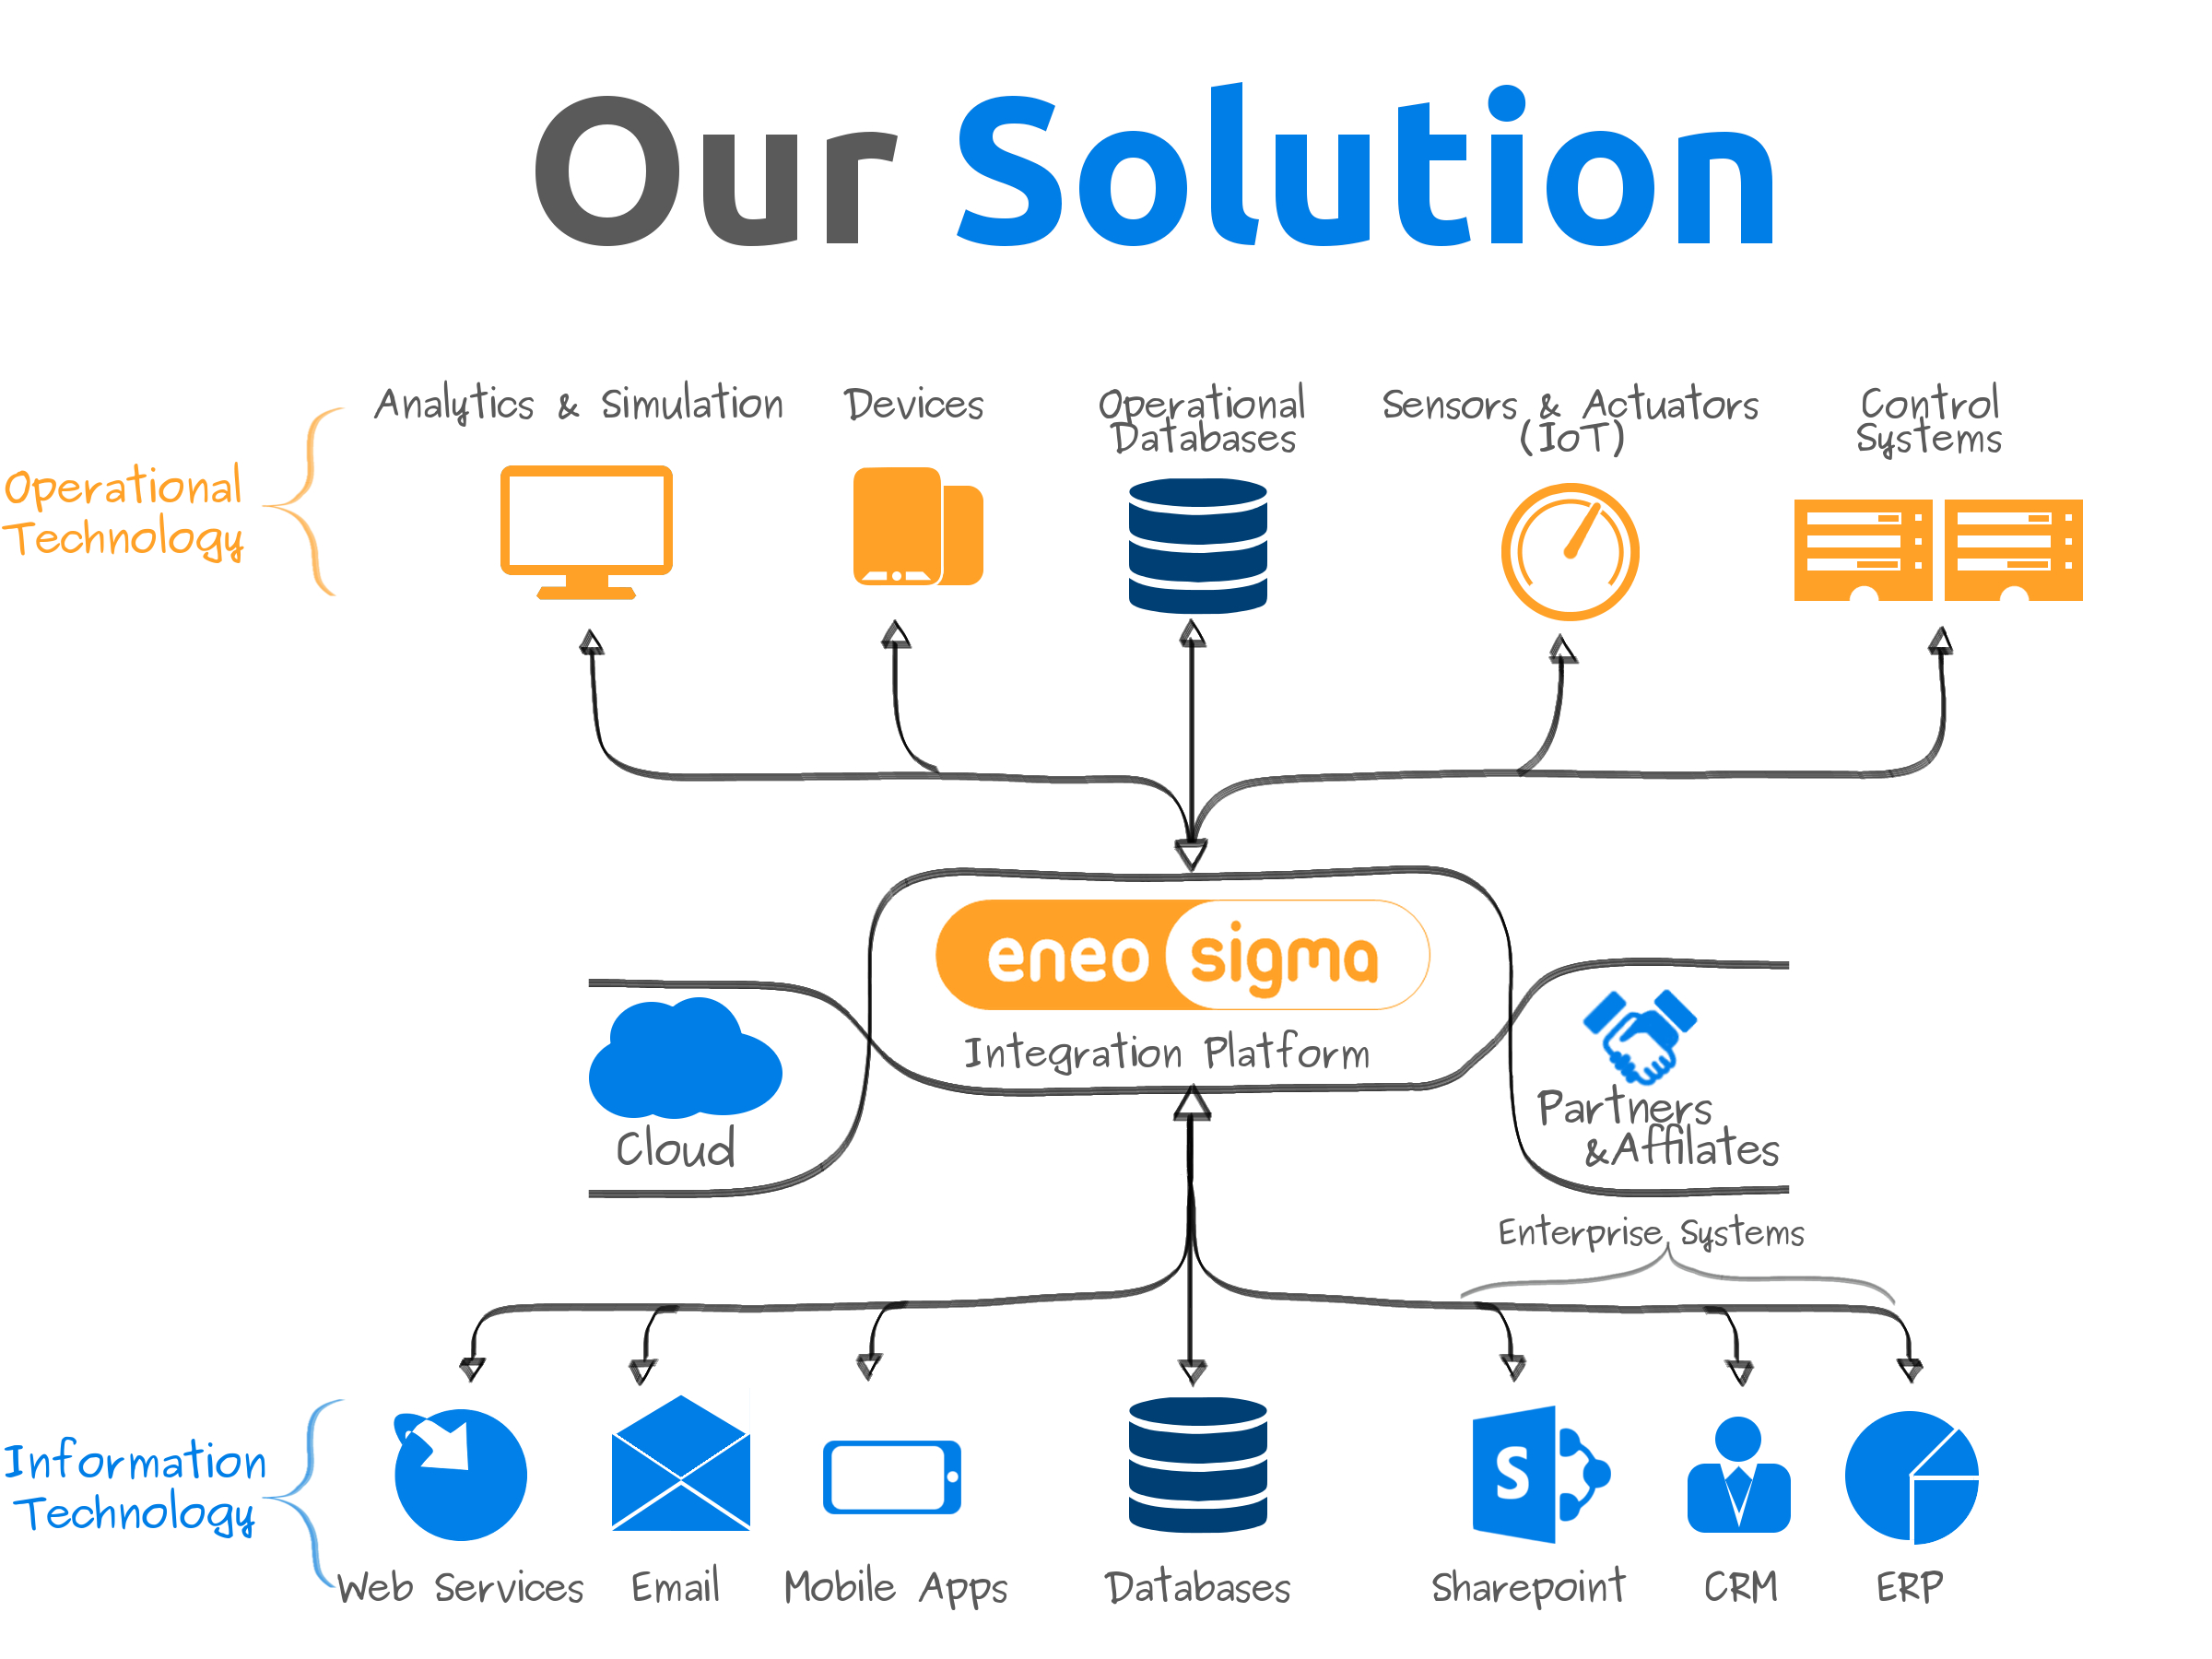 Our Solution
Analytics & Simulation
Devices
Operational
Databases
Sensors & Actuators
(IoT)
Control
Systems
Operational
Technology
eneo sigma
Integration Platform
Cloud
Partners
&Affilates
Enterprise Systems
Information
Technology
S
Web Services
Email
Mobile Apps
Databases
Sharepoint
CRM
ERP